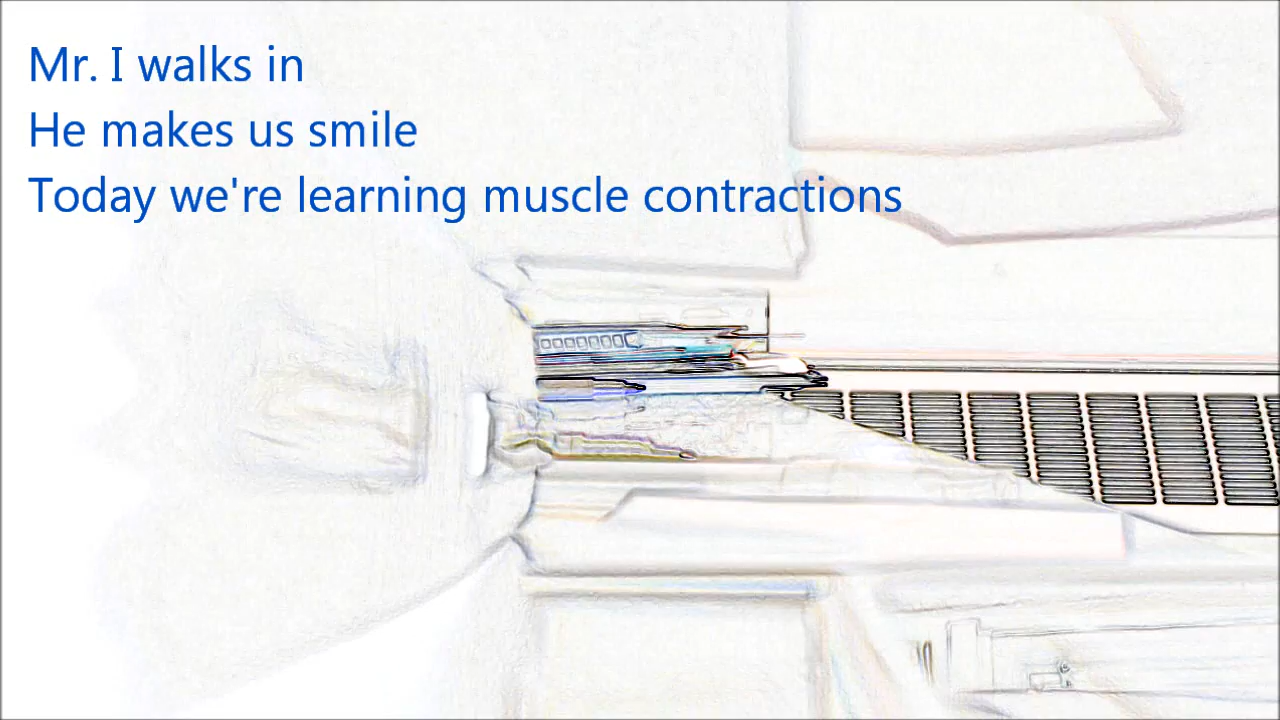 Mr. I walks in
He makes us smile
Today we're learning muscle contractions